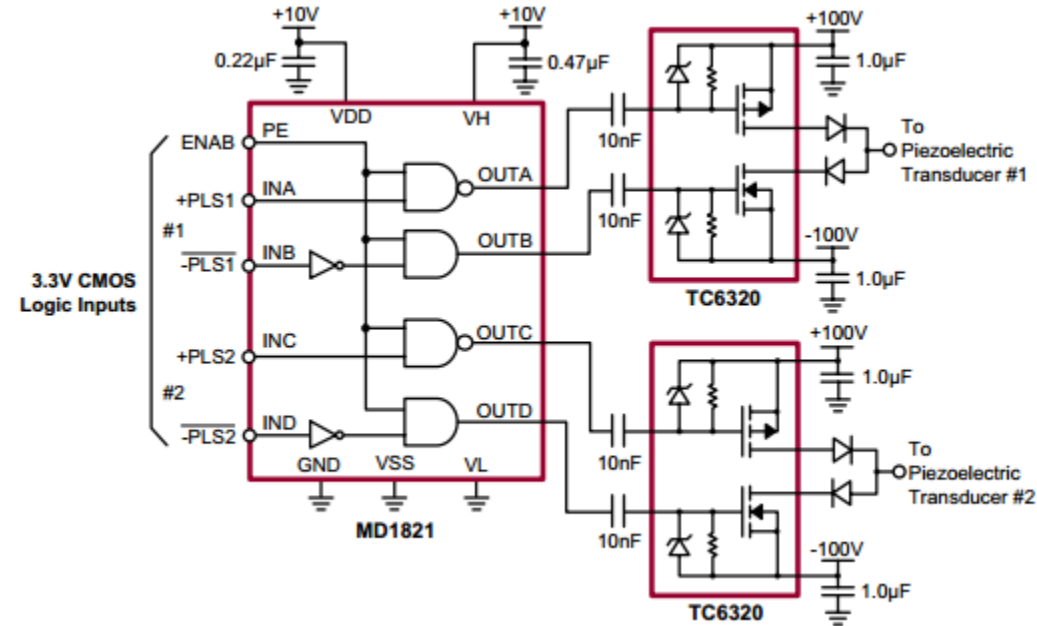 +10V
+10V
0.22µF
0.47µF
+100V
1.0µF
VDD
VH
ENAB
PE
10nF
To
Piezoelectric
Transducer #1
+PLS1
INA
OUTA
#1
10nF
-PLS1
INB
OUTB
-100V
1.0µF
3.3V CMOS
Logic Inputs
TC6320
+PLS2
INC
OUTC
+100V
1.0µF
#2
-PLS2
IND
OUTD
10nF
To
Piezoelectric
Transducer #2
GND
VSS
VL
MD1821
10nF
-100V
1.0µF
TC6320